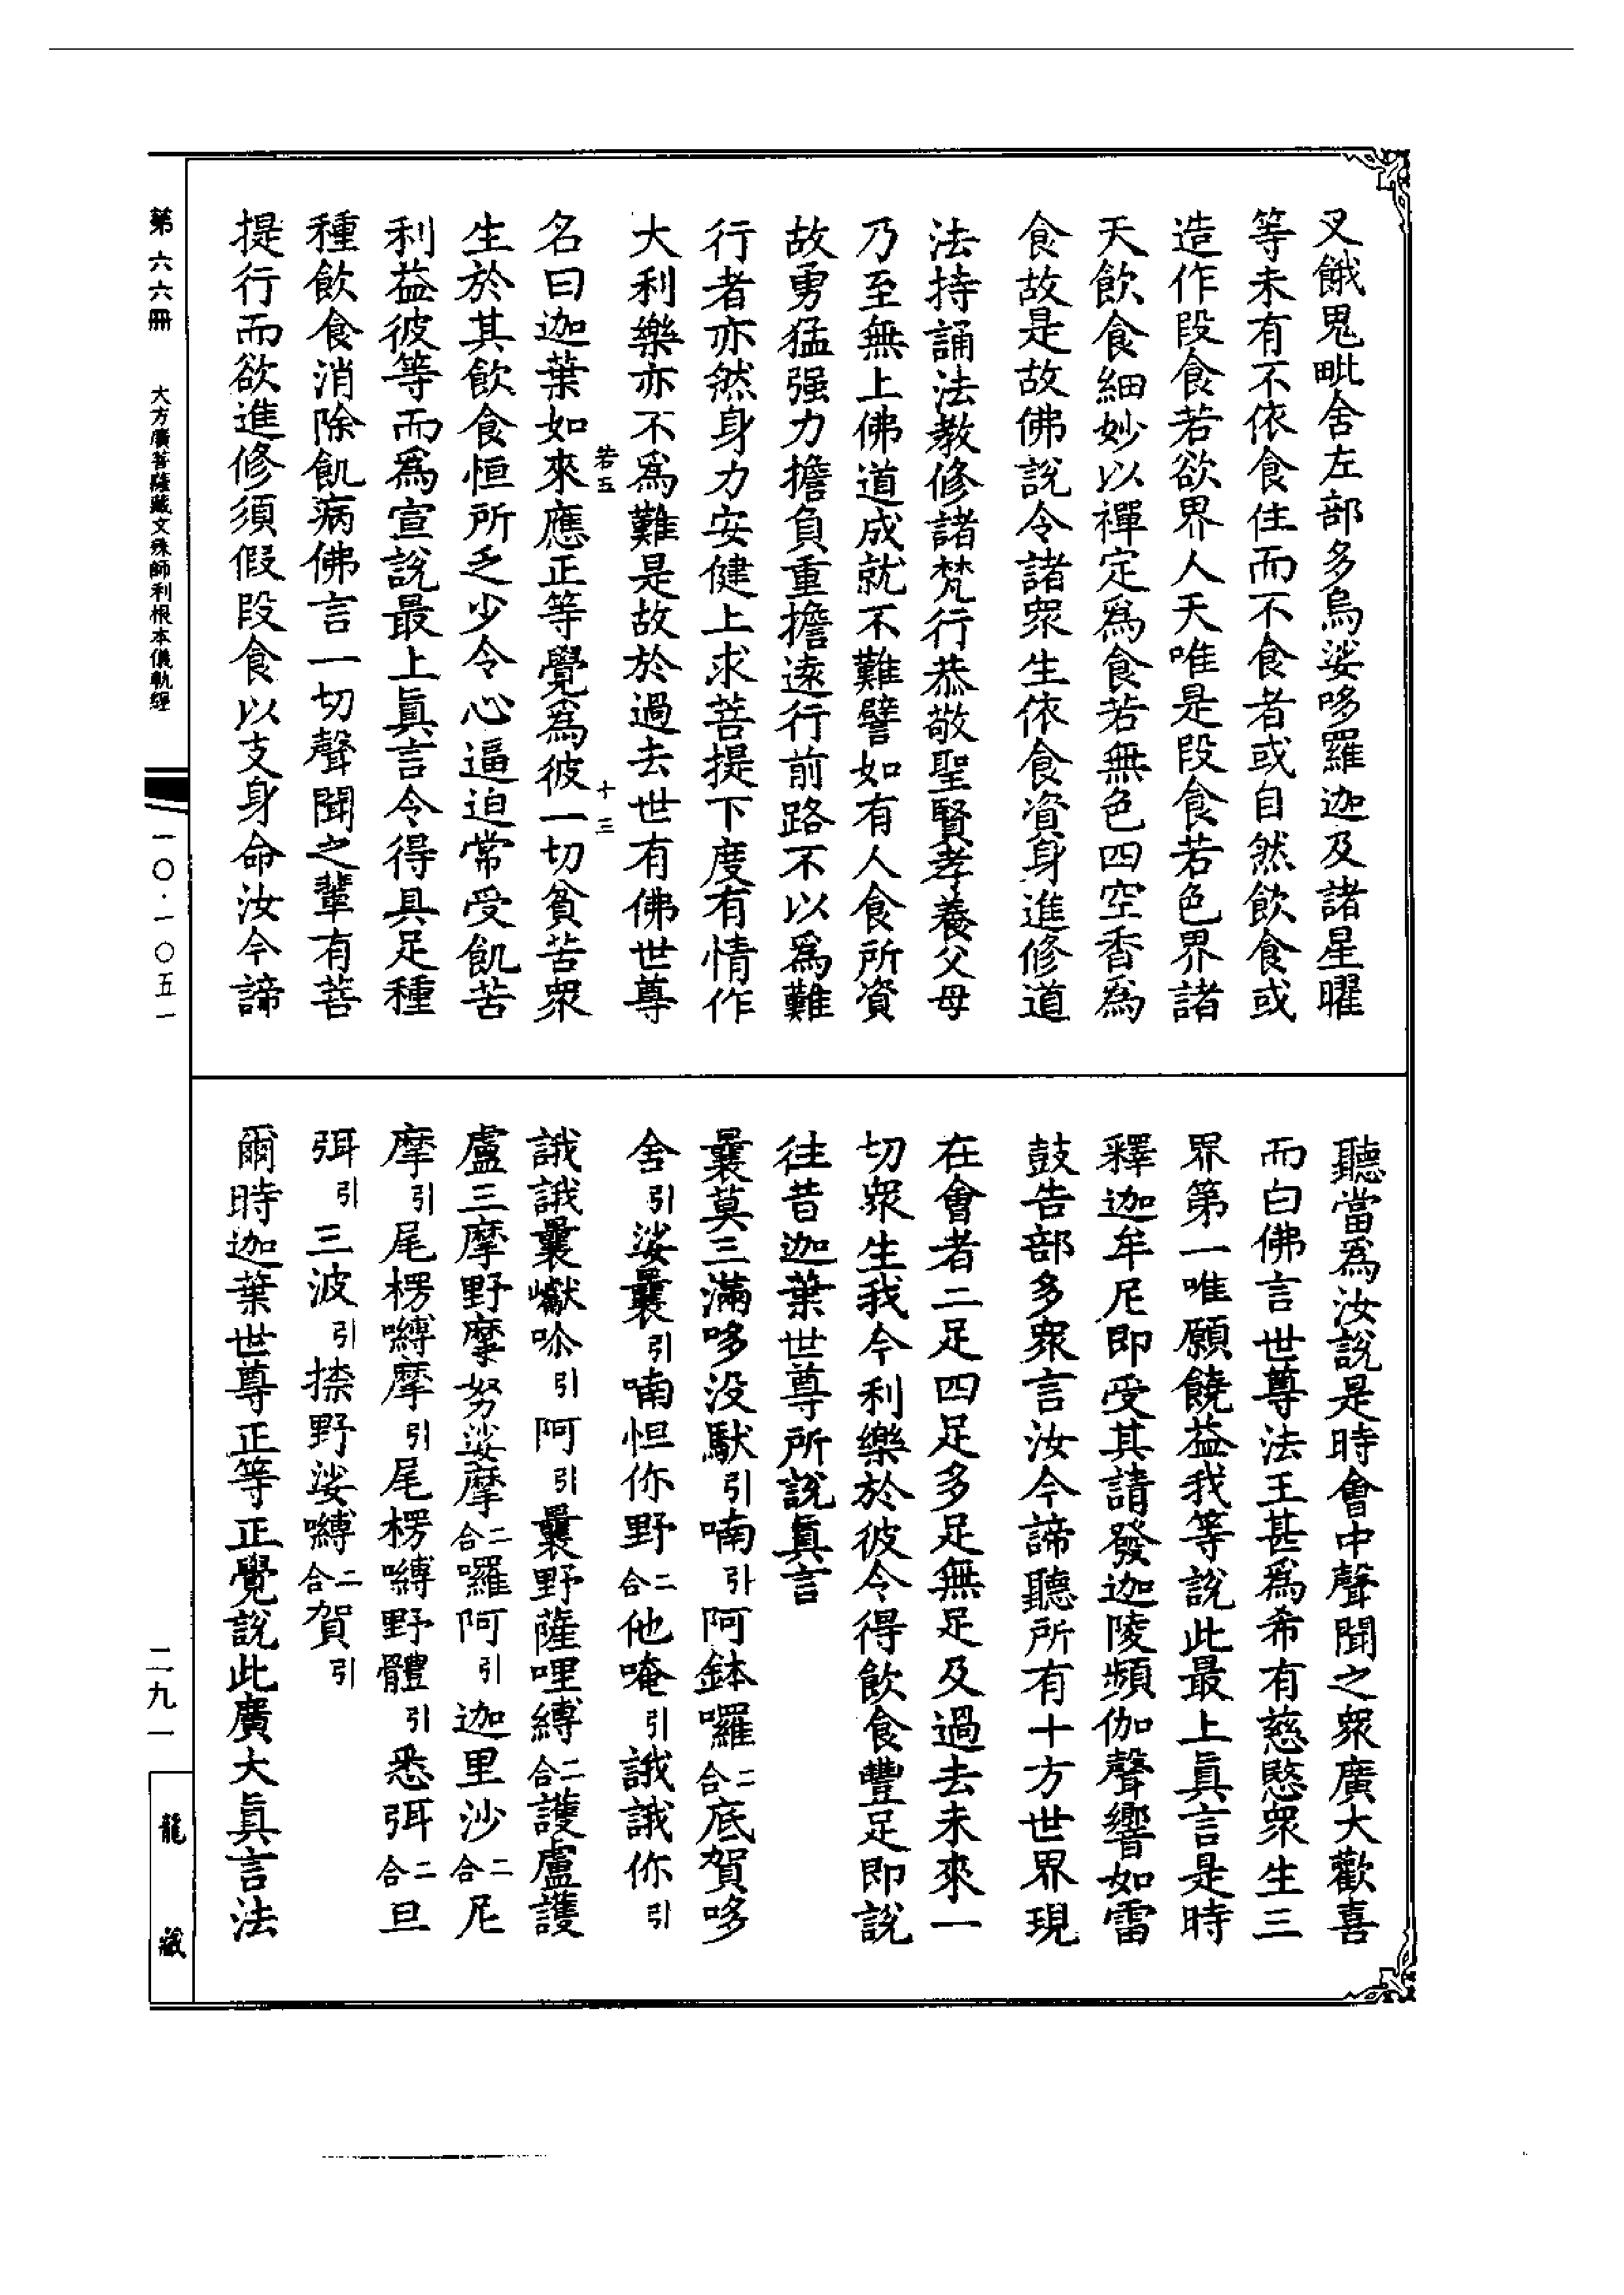 叉餓鬼毗舍左部多烏娑哆羅迦及諸星曜
等未有不依食住而不食者或自然飲食或
造作段食若欲界人天唯是段食若色界諸
天飲食細妙以禪定爲食若無色四空香爲
食故是故佛説令諸衆生依食資身進修道
法持誦法教修諸梵行恭敬聖賢孝養父母
乃至無上佛道成就不難譬如有人食所資
故勇猛强力擔負重擔遠行前路不以爲難
行者亦然身力安健上求菩提下度有情作
大利樂亦不爲難是故於過去世有佛世尊
若五 十三
名曰迦葉如來應正等覺爲彼一切貧苦衆
生於其飲食恒所乏少令心逼迫常受飢苦
利益彼等而爲宣説最上眞言令得具足種
種飲食消除飢病佛言一切聲聞之輩有菩
提行而欲進修須假段食以支身命汝今諦
聽當爲汝説是時會中聲聞之衆廣大歡喜
而白佛言世尊法王甚爲希有慈愍衆生三
界第一唯願饒益我等説此最上眞言是時
釋迦牟尼即受其請發迦陵頻伽聲響如雷
鼓告部多衆言汝今諦聽所有十方世界現
在會者二足四足多足無足及過去未來一
切衆生我今利樂於彼令得飲食豐足即説
往昔迦葉世尊所説眞言
曩莫三滿哆没馱引喃引阿鉢囉二合底賀哆
舍引娑曩引喃怛你野二合他唵引誐誐你引
誐誐曩巘吤引阿引曩野薩哩縛二合護盧護
盧三摩野摩努娑摩二合囉阿引迦里沙二合尼
摩引尾楞嚩摩引尾楞嚩野體引悉弭二合旦
弭引三波引捺野娑嚩二合賀引
爾時迦葉世尊正等正覺説此廣大眞言法
第六六冊 大方廣菩薩藏文殊師利根本儀軌經 一〇·一〇五一
二九一
龍藏